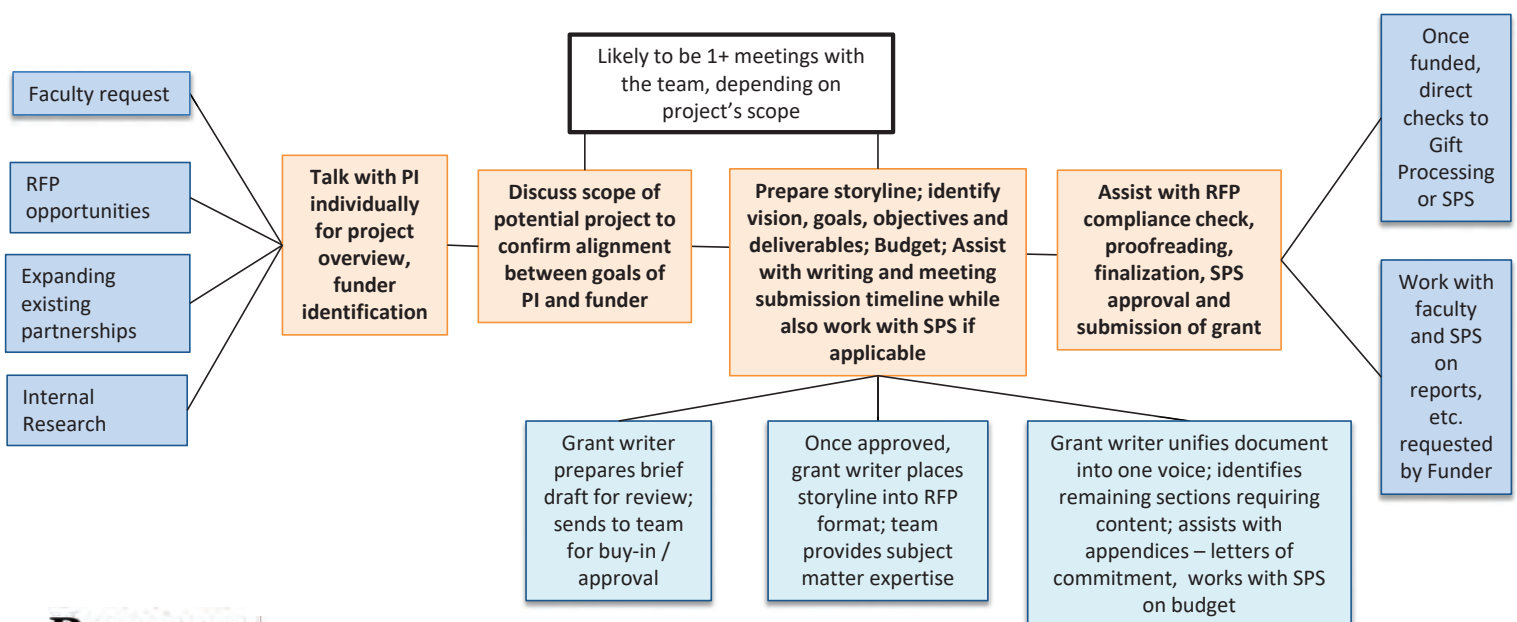 Faculty request
RFP
opportunities
Expanding
existing
partnerships
Internal
Research
Talk with PI
individually
for project
overview,
funder
identification
Likely to be 1+ meetings with
the team, depending on
project's scope
Discuss scope of
potential project to
confirm alignment
between goals of
PI and funder
Prepare storyline; identify
vision, goals, objectives and
deliverables; Budget; Assist
with writing and meeting
submission timeline while
also work with SPS if
applicable
Assist with RFP
compliance check,
proofreading,
finalization, SPS
approval and
submission of grant
Once
funded,
direct
checks to
Gift
Processing
or SPS
Work with
faculty
and SPS
on
reports,
etc.
requested
by Funder
Grant writer
prepares brief
draft for review;
sends to team
for buy-in /
approval
Once approved,
grant writer places
storyline into RFP
format; team
provides subject
matter expertise
Grant writer unifies document
into one voice; identifies
remaining sections requiring
content; assists with
appendices – letters of
commitment, works with SPS
on budget